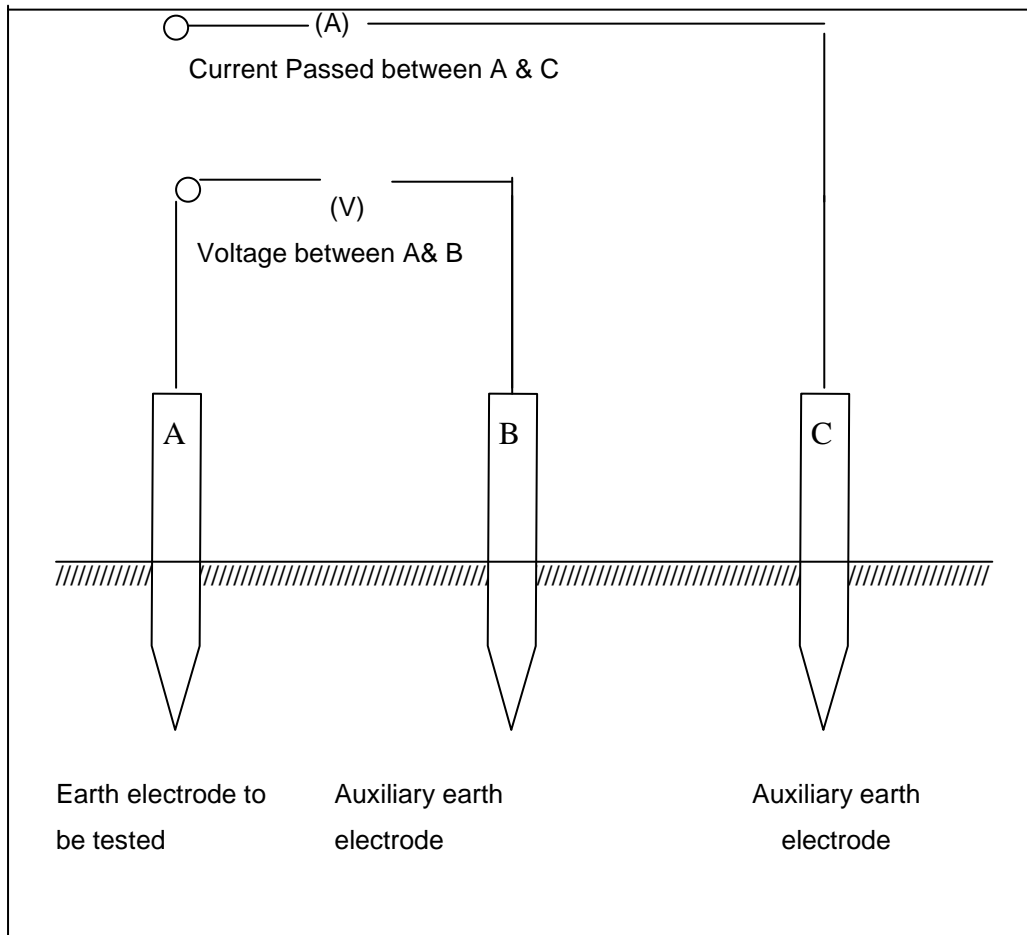 (A)
Current Passed between A & C
(V)
Voltage between A& B
A
B
C
Earth electrode to
be tested
Auxiliary earth
electrode
Auxiliary earth
electrode